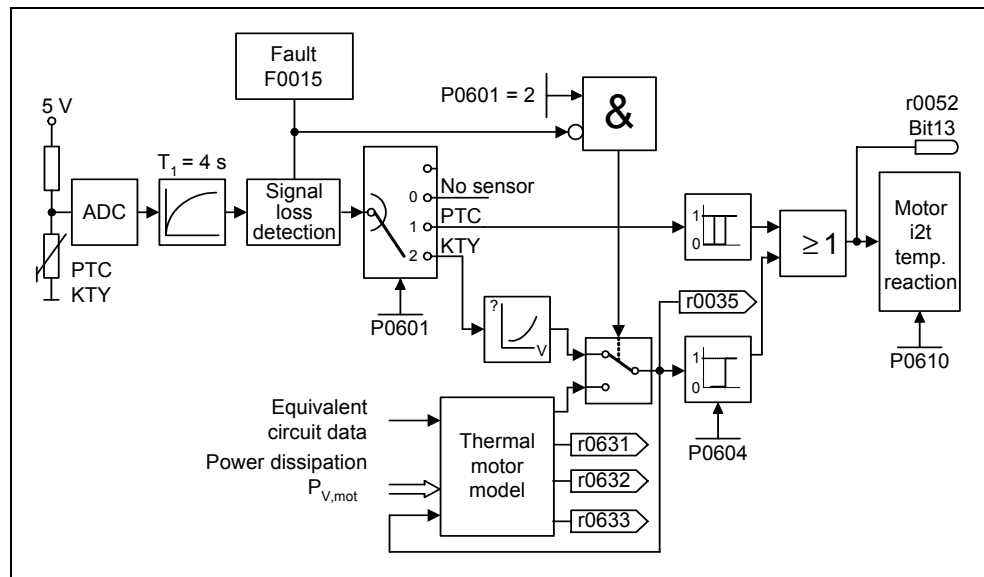 Fault
F0015
5 V
T1 = 4 s
ADC
Signal
loss
detection
PTC
KTY
P0601 = 2
&
r0052
Bit13
No sensor
0
1
PTC
2
KTY
P0601
1
0
≥ 1
Motor
i2t
temp.
reaction
P0610
?
V
r0035
1
0
P0604
Equivalent
circuit data
Power dissipation
PV,mot
Thermal
motor
model
r0631
r0632
r0633